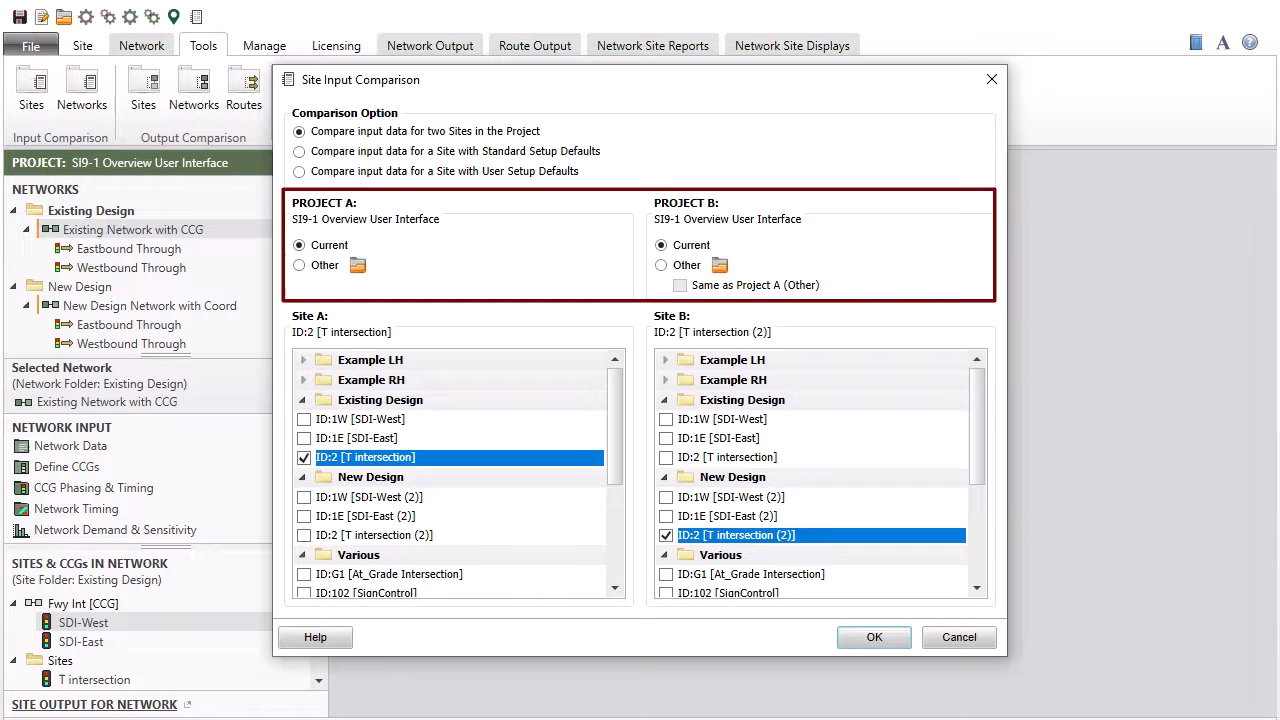 File Site Network Tools Manage Licensing Network Output Route Output Network Site Reports Network Site Displays A ?
Sites Networks Sites Networks Routes
Input Comparison Output Comparison
PROJECT: SI9-1 Overview User Interface
NETWORKS
Existing Design
Existing Network with CCG
Eastbound Through
Westbound Through
New Design
New Design Network with Coord
Eastbound Through
Westbound Through
Selected Network
(Network Folder: Existing Design)
Existing Network with CCG
NETWORK INPUT
Network Data
Define CCGs
CCG Phasing & Timing
Network Timing
Network Demand & Sensitivity
SITES & CCGs IN NETWORK
(Site Folder: Existing Design)
Fwy Int [CCG]
SDI-West
SDI-East
Sites
T intersection
SITE OUTPUT FOR NETWORK
Site Input Comparison
Comparison Option
Compare input data for two Sites in the Project
Compare input data for a Site with Standard Setup Defaults
Compare input data for a Site with User Setup Defaults
PROJECT A:
SI9-1 Overview User Interface
Current
Other
PROJECT B:
SI9-1 Overview User Interface
Current
Other
Same as Project A (Other)
Site A:
ID:2 [T intersection]
Example LH
Example RH
Existing Design
ID:1W [SDI-West]
ID:1E [SDI-East]
ID:2 [T intersection]
New Design
ID:1W [SDI-West (2)]
ID:1E [SDI-East (2)]
ID:2 [T intersection (2)]
Various
ID:G1 [At_Grade Intersection]
ID:102 [SignControl]
Site B:
ID:2 [T intersection (2)]
Example LH
Example RH
Existing Design
ID:1W [SDI-West]
ID:1E [SDI-East]
ID:2 [T intersection]
New Design
ID:1W [SDI-West (2)]
ID:1E [SDI-East (2)]
ID:2 [T intersection (2)]
Various
ID:G1 [At_Grade Intersection]
ID:102 [SignControl]
Help OK Cancel